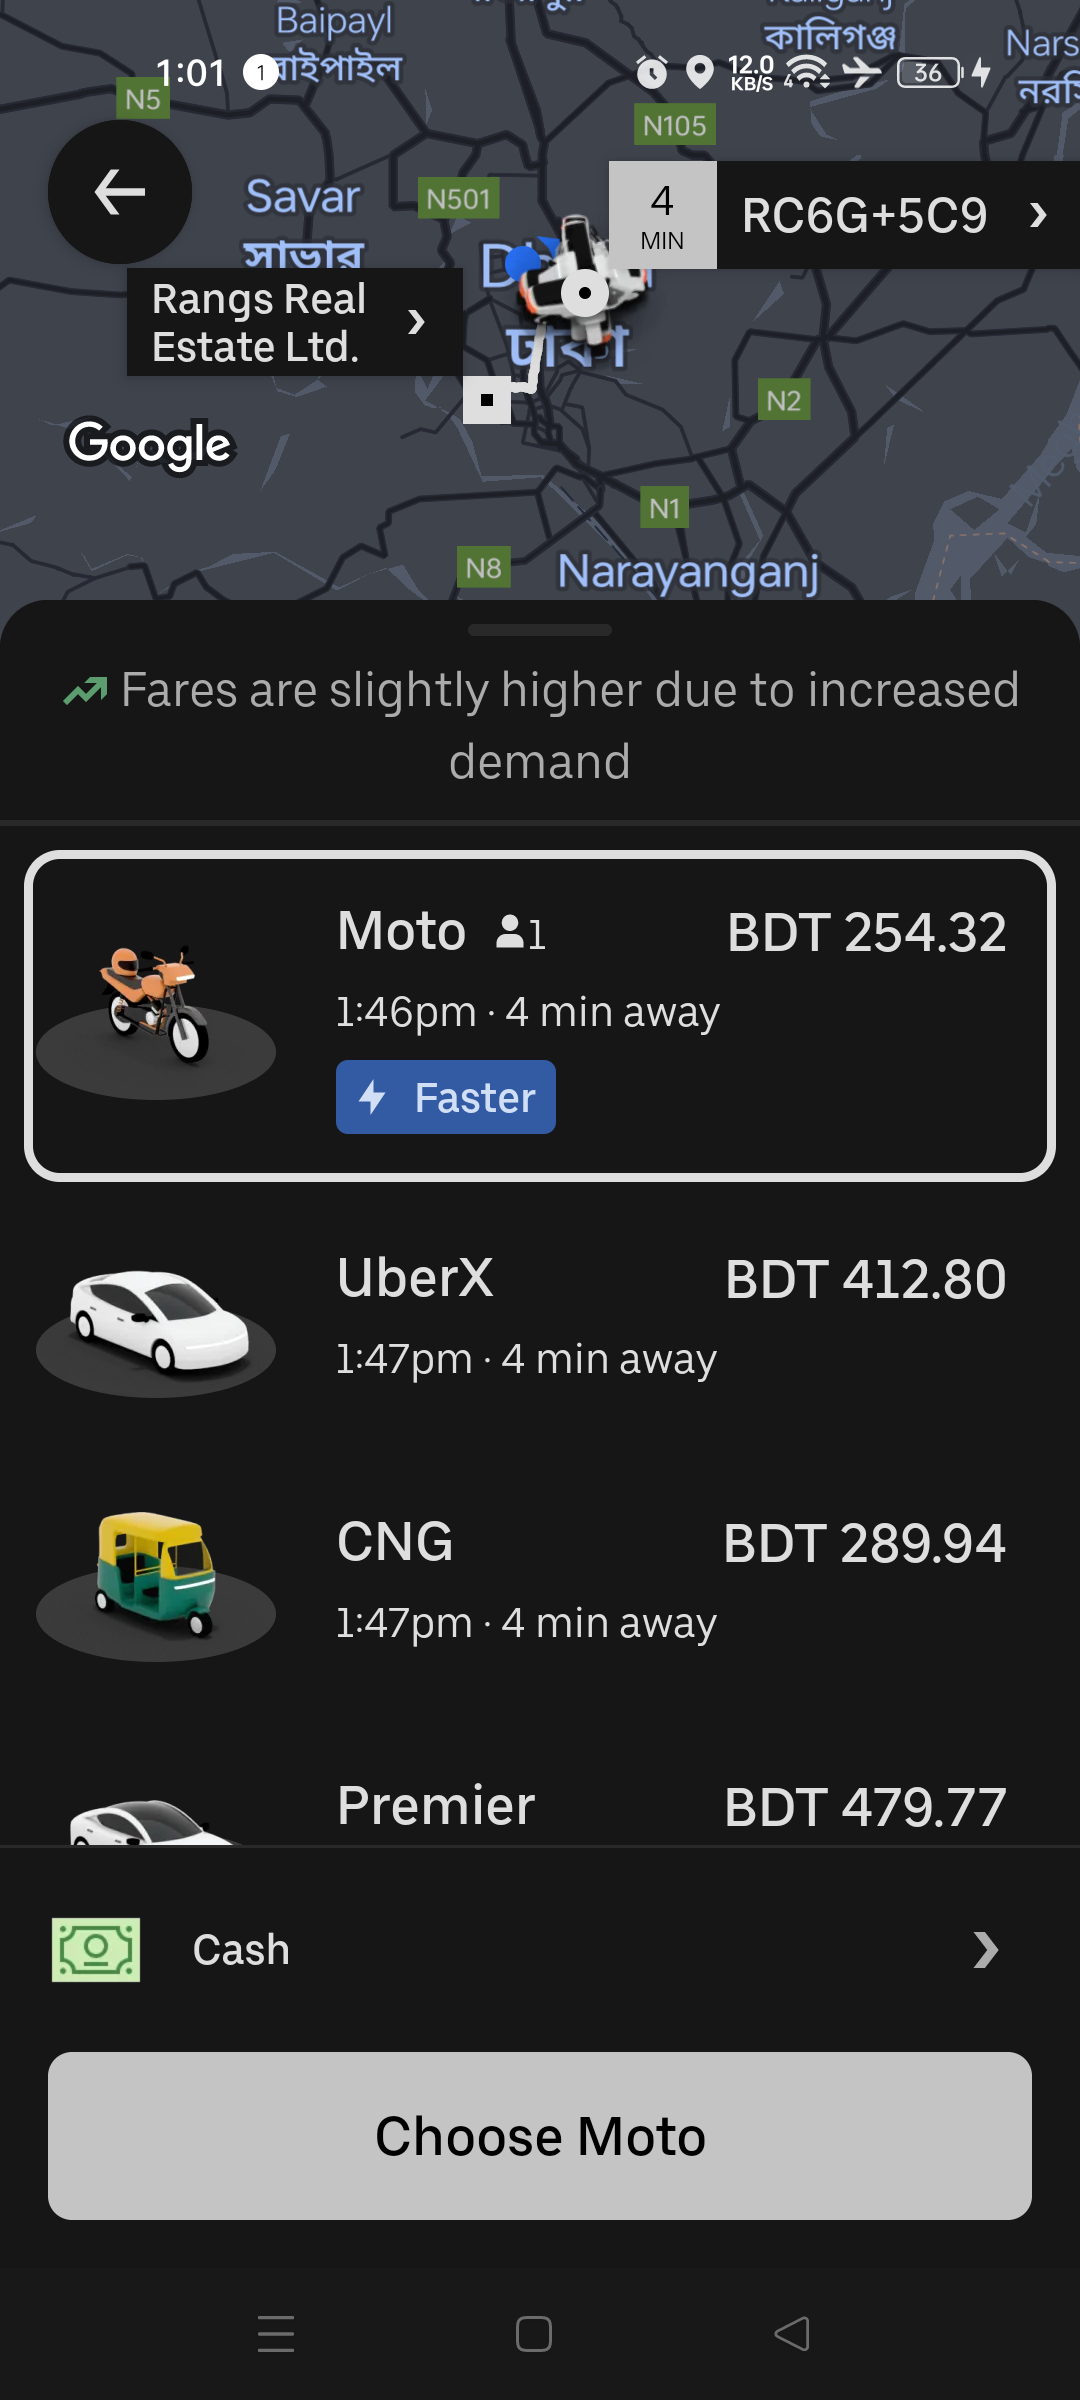 Baipayl
কালিগঞ্জ
Nars
1:01
1
12.0
KB/S
4
36
N5
N105
Savar
সাভার
N501
4
MIN
RC6G+5C9
Rangs Real
Estate Ltd.
ঢাকা
N2
Google
N1
N8
Narayanganj
Fares are slightly higher due to increased
demand
Moto 1
BDT 254.32
1:46pm · 4 min away
Faster
UberX
BDT 412.80
1:47pm · 4 min away
CNG
BDT 289.94
1:47pm · 4 min away
Premier
BDT 479.77
Cash
Choose Moto